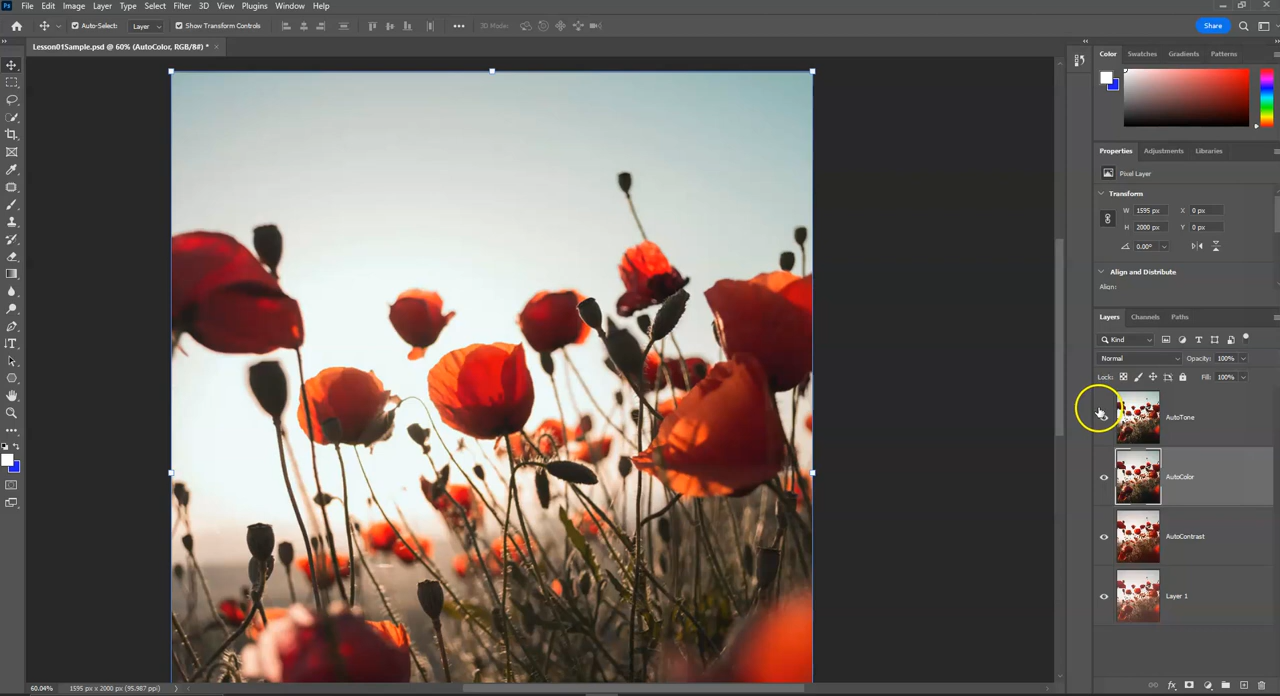 Ps File Edit Image Layer Type Select Filter 3D View Plugins Window Help
Auto-Select: Layer Show Transform Controls 3D Mode: Share
Lesson01Sample.psd @ 60% (AutoColor, RGB/8#) * ×
Color Swatches Gradients Patterns
Properties Adjustments Libraries
Pixel Layer
Transform
W 1595 px X 0 px
H 2000 px Y 0 px
0.00°
Align and Distribute
Align:
Layers Channels Paths
Kind
Normal Opacity: 100%
Lock: Fill: 100%
AutoTone
AutoColor
AutoContrast
Layer 1
60.04% 1595 px x 2000 px (95.987 ppi)